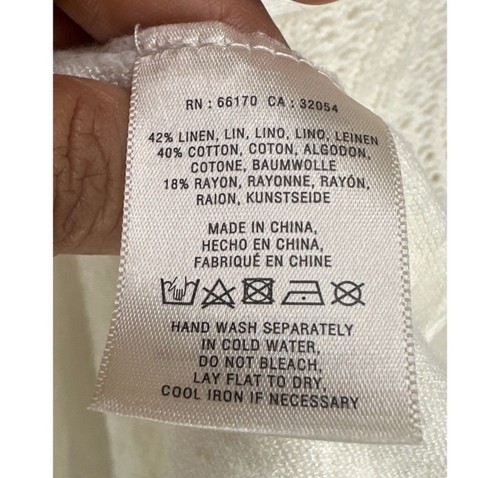 RN : 66170 CA : 32054
42% LINEN, LIN, LINO, LINO, LEINEN
40% COTTON, COTON, ALGODON,
COTONE, BAUMWOLLE
18% RAYON, RAYONNE, RAYÓN,
RAION, KUNSTSEIDE
MADE IN CHINA,
HECHO EN CHINA,
FABRIQUÉ EN CHINE
HAND WASH SEPARATELY
IN COLD WATER,
DO NOT BLEACH,
LAY FLAT TO DRY,
COOL IRON IF NECESSARY